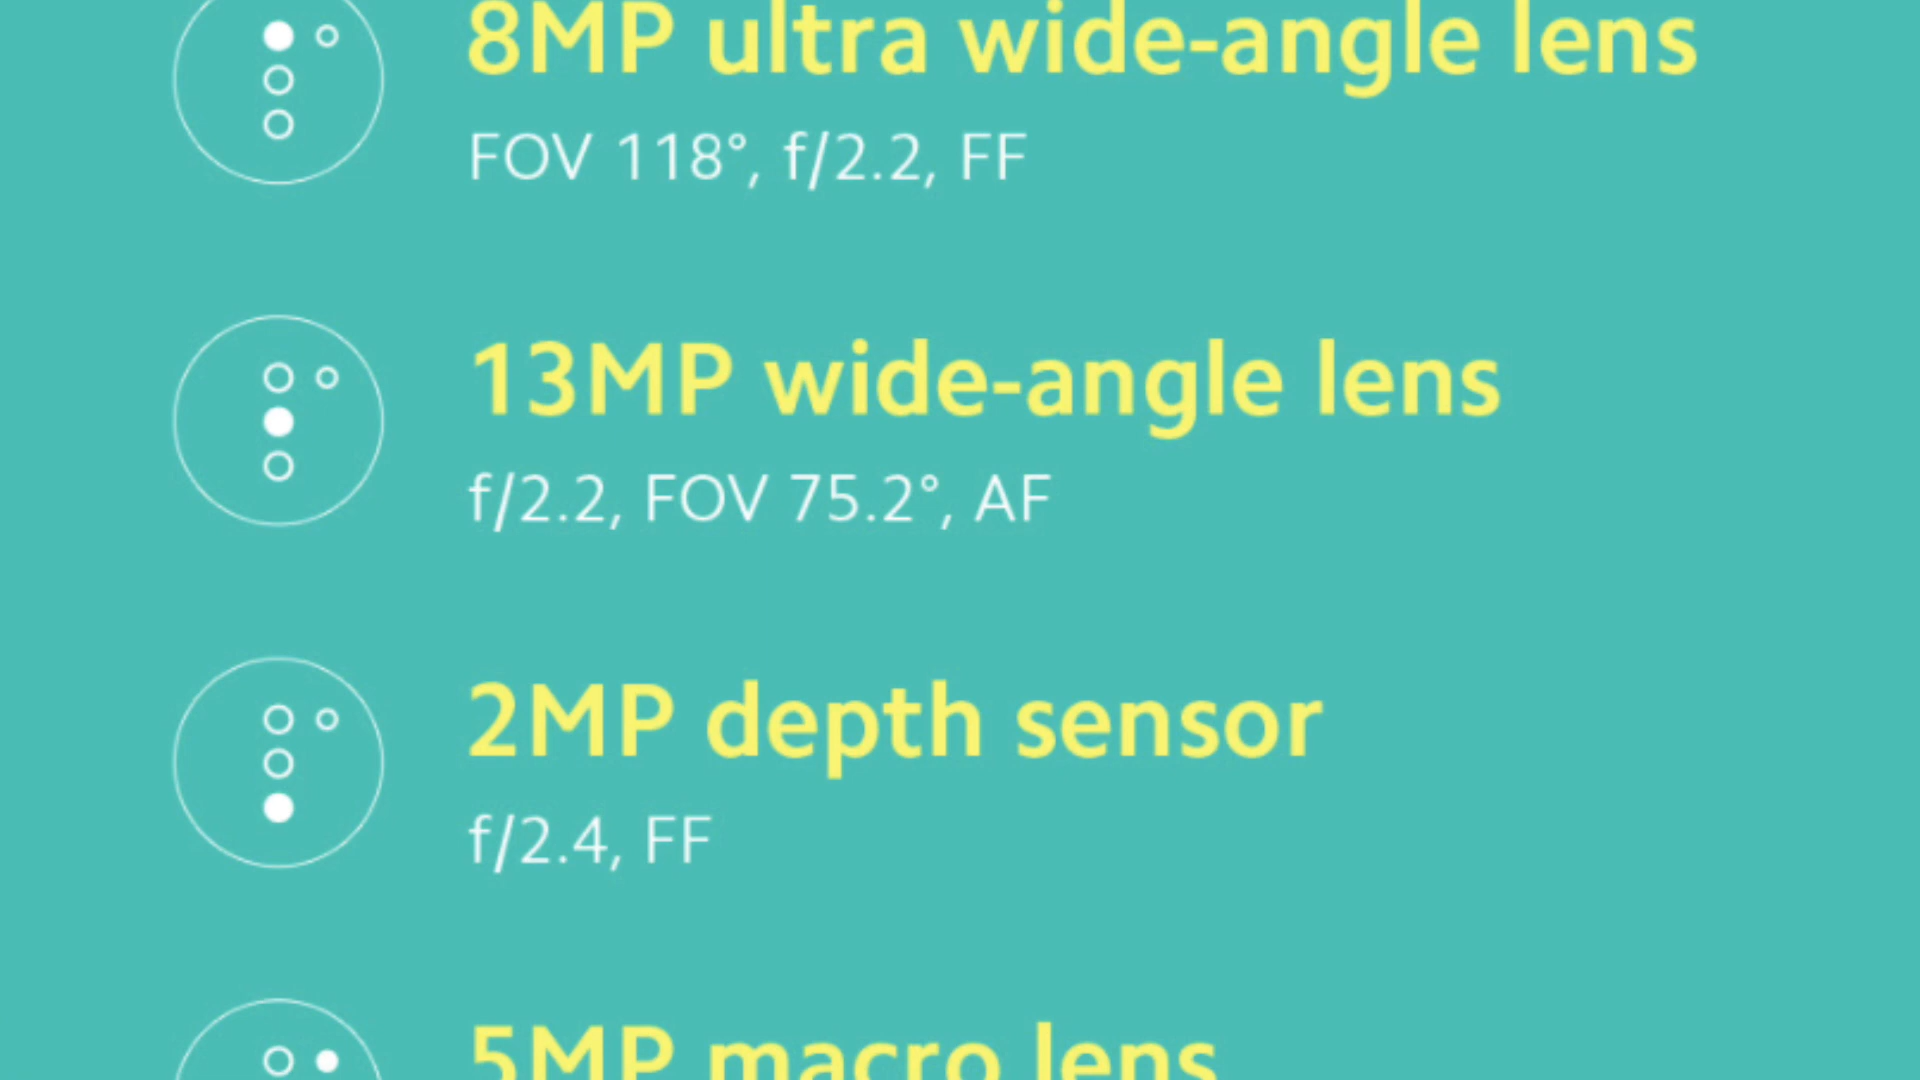 8MP ultra wide-angle lens
FOV 118°, f/2.2, FF
13MP wide-angle lens
f/2.2, FOV 75.2°, AF
2MP depth sensor
f/2.4, FF
5MP macro lens